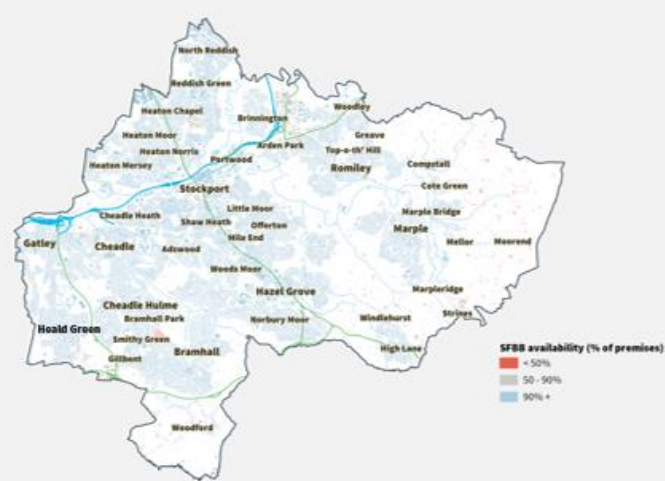 North Reddish
Reddish Green
Heaton Chapel
Woodley
Brinnington
Heaton Moor
Greave
Heaton Norris
Arden Park
Top-o-th' Hill
Portwood
Heaton Mersey
Romiley
Compstall
Stockport
Cote Green
Little Moor
Cheadle Heath
Marple Bridge
Shaw Heath
Offerton
Marple
Gatley
Cheadle
Mile End
Mellor
Moorend
Adswood
Woods Moor
Hazel Grove
Marpleridge
Cheadle Hulme
Bramhall Park
Norbury Moor
Windlehurst
Strines
Hoald Green
Smithy Green
Bramhall
High Lane
Gillbent
Woodford
SFBB availability (% of premises)
< 50%
50 - 90%
90% +